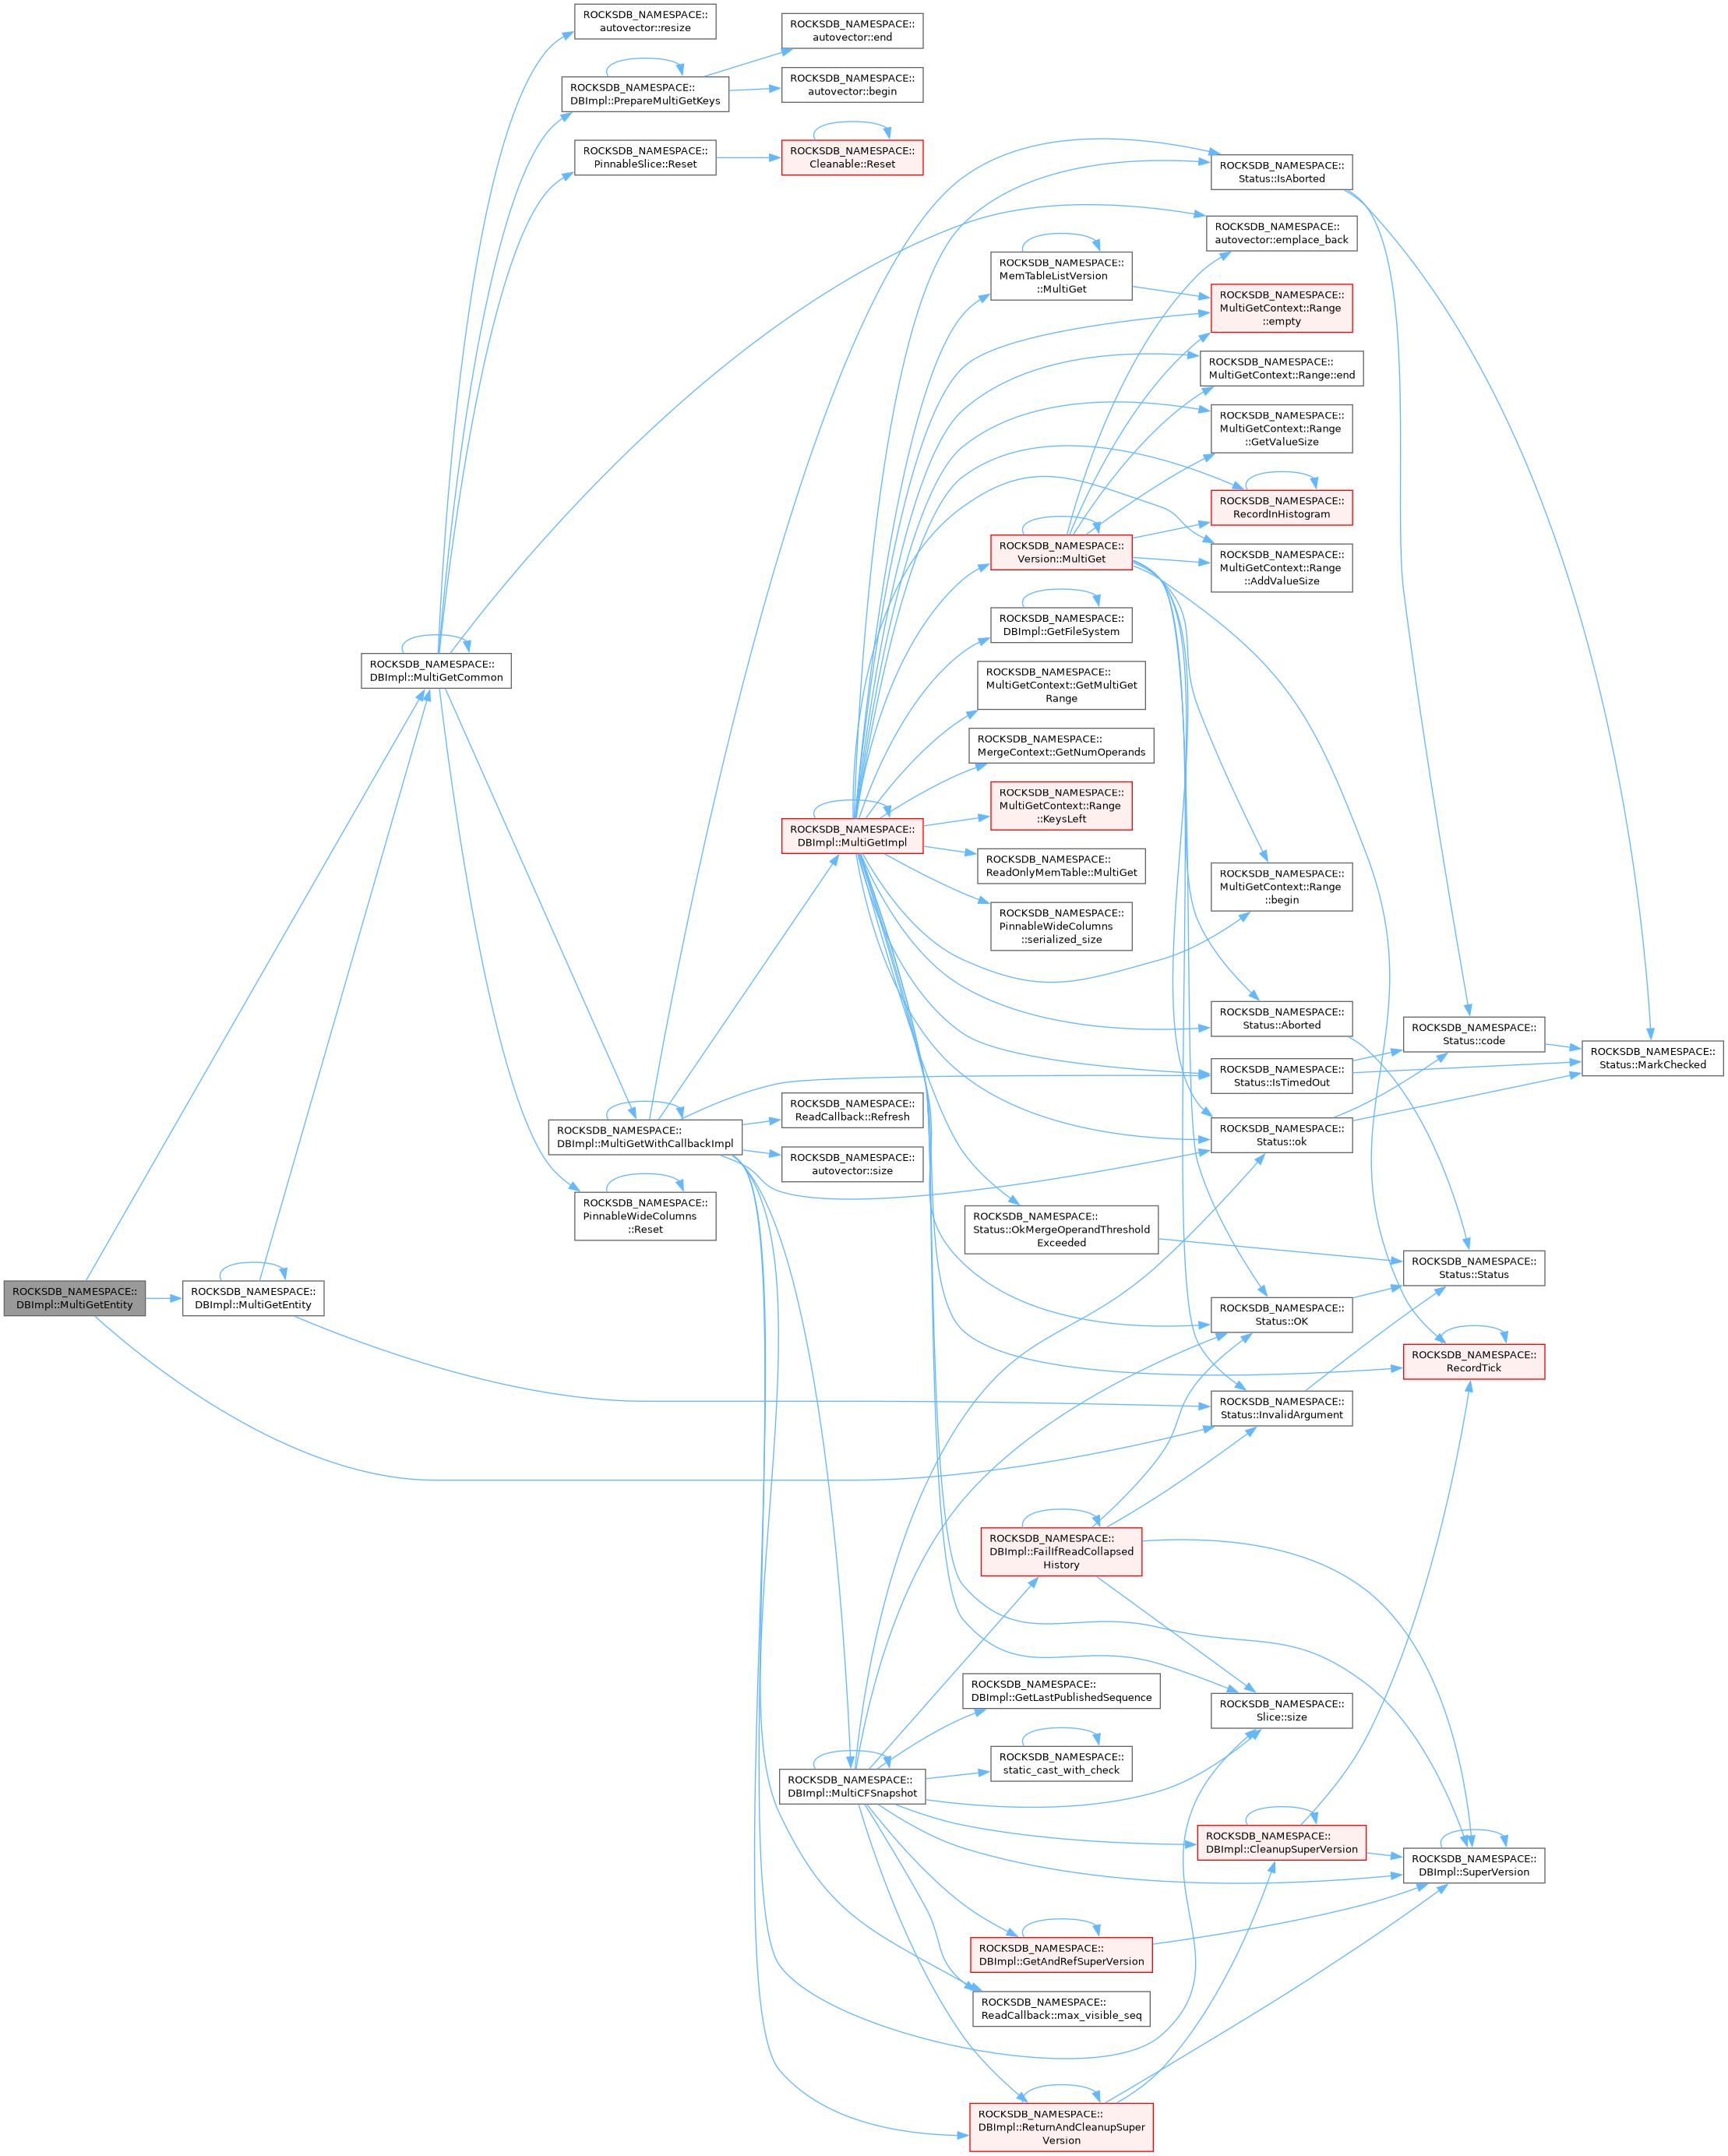 ROCKSDB_NAMESPACE::
autovector::resize
ROCKSDB_NAMESPACE::
autovector::end
ROCKSDB_NAMESPACE::
DBImpl::PrepareMultiGetKeys
ROCKSDB_NAMESPACE::
autovector::begin
ROCKSDB_NAMESPACE::
PinnableSlice::Reset
ROCKSDB_NAMESPACE::
Cleanable::Reset
ROCKSDB_NAMESPACE::
Status::IsAborted
ROCKSDB_NAMESPACE::
autovector::emplace_back
ROCKSDB_NAMESPACE::
MemTableListVersion
::MultiGet
ROCKSDB_NAMESPACE::
MultiGetContext::Range
::empty
ROCKSDB_NAMESPACE::
MultiGetContext::Range::end
ROCKSDB_NAMESPACE::
MultiGetContext::Range
::GetValueSize
ROCKSDB_NAMESPACE::
RecordInHistogram
ROCKSDB_NAMESPACE::
Version::MultiGet
ROCKSDB_NAMESPACE::
MultiGetContext::Range
::AddValueSize
ROCKSDB_NAMESPACE::
DBImpl::GetFileSystem
ROCKSDB_NAMESPACE::
DBImpl::MultiGetCommon
ROCKSDB_NAMESPACE::
MultiGetContext::GetMultiGet
Range
ROCKSDB_NAMESPACE::
MergeContext::GetNumOperands
ROCKSDB_NAMESPACE::
MultiGetContext::Range
::KeysLeft
ROCKSDB_NAMESPACE::
DBImpl::MultiGetImpl
ROCKSDB_NAMESPACE::
ReadOnlyMemTable::MultiGet
ROCKSDB_NAMESPACE::
MultiGetContext::Range
::begin
ROCKSDB_NAMESPACE::
PinnableWideColumns
::serialized_size
ROCKSDB_NAMESPACE::
Status::Aborted
ROCKSDB_NAMESPACE::
Status::code
ROCKSDB_NAMESPACE::
Status::MarkChecked
ROCKSDB_NAMESPACE::
Status::IsTimedOut
ROCKSDB_NAMESPACE::
ReadCallback::Refresh
ROCKSDB_NAMESPACE::
DBImpl::MultiGetWithCallbackImpl
ROCKSDB_NAMESPACE::
Status::ok
ROCKSDB_NAMESPACE::
autovector::size
ROCKSDB_NAMESPACE::
PinnableWideColumns
::Reset
ROCKSDB_NAMESPACE::
Status::OkMergeOperandThreshold
Exceeded
ROCKSDB_NAMESPACE::
Status::Status
ROCKSDB_NAMESPACE::
DBImpl::MultiGetEntity
ROCKSDB_NAMESPACE::
DBImpl::MultiGetEntity
ROCKSDB_NAMESPACE::
Status::OK
ROCKSDB_NAMESPACE::
RecordTick
ROCKSDB_NAMESPACE::
Status::InvalidArgument
ROCKSDB_NAMESPACE::
DBImpl::FailIfReadCollapsed
History
ROCKSDB_NAMESPACE::
DBImpl::GetLastPublishedSequence
ROCKSDB_NAMESPACE::
Slice::size
ROCKSDB_NAMESPACE::
static_cast_with_check
ROCKSDB_NAMESPACE::
DBImpl::MultiCFSnapshot
ROCKSDB_NAMESPACE::
DBImpl::CleanupSuperVersion
ROCKSDB_NAMESPACE::
DBImpl::SuperVersion
ROCKSDB_NAMESPACE::
DBImpl::GetAndRefSuperVersion
ROCKSDB_NAMESPACE::
ReadCallback::max_visible_seq
ROCKSDB_NAMESPACE::
DBImpl::ReturnAndCleanupSuper
Version